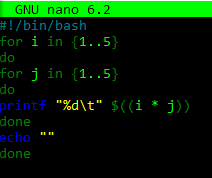 GNU nano 6.2
#!/bin/bash
for i in {1..5}
do
for j in {1..5}
do
printf "%d\t" $((i * j))
done
echo ""
done